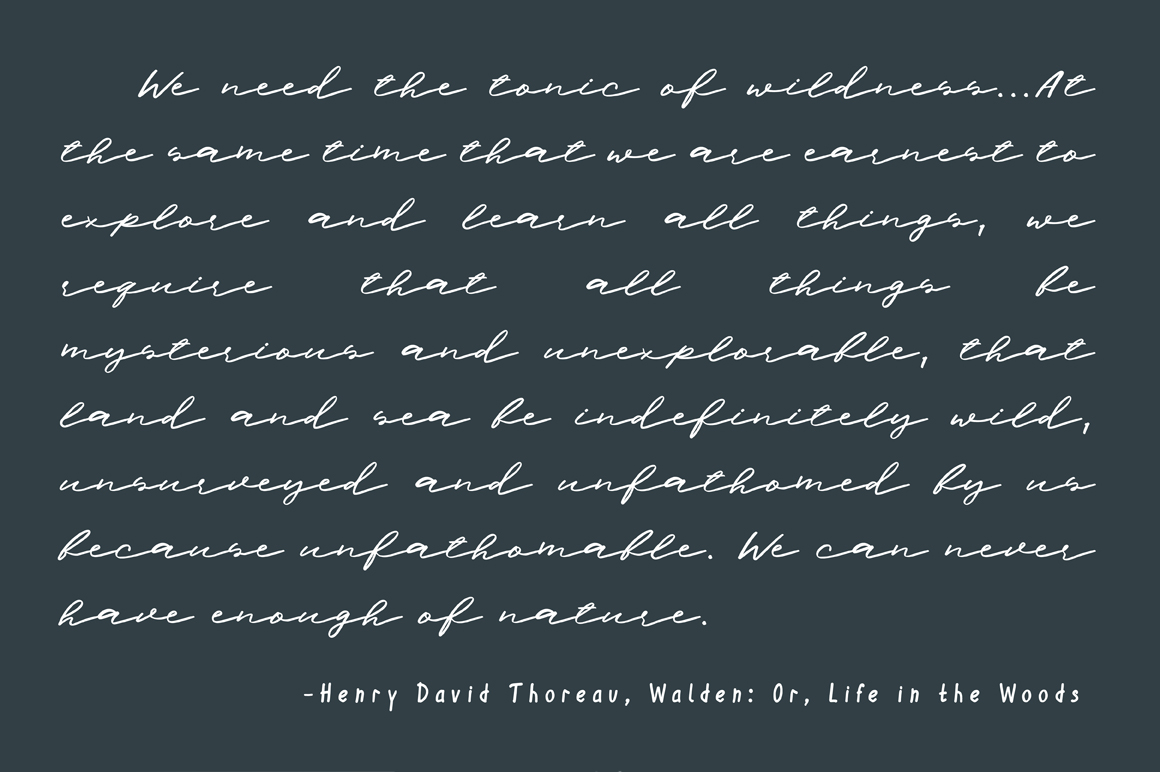 We need the tonic of wildness...At
the same time that we are earnest to
explore and learn all things, we
require that all things be
mysterious and unexplorable, that
land and sea be indefinitely wild,
unsurveyed and unfathomed by us
because unfathomable. We can never
have enough of nature.
-Henry David Thoreau, Walden: Or, Life in the Woods